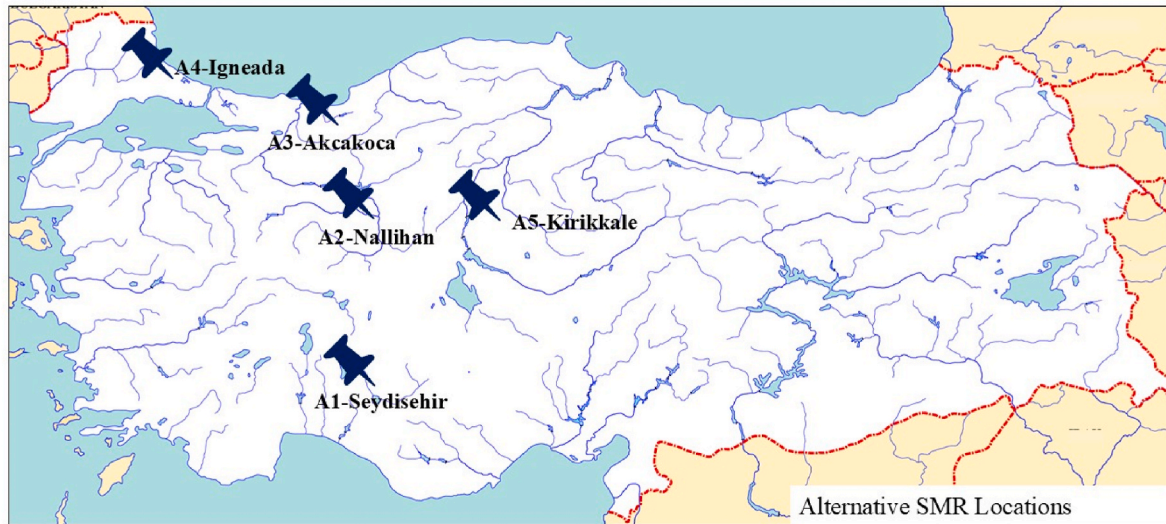 A4-Igneada
A3-Akcakoca
A2-Nallihan
A5-Kirikkale
A1-Seydisehir
Alternative SMR Locations